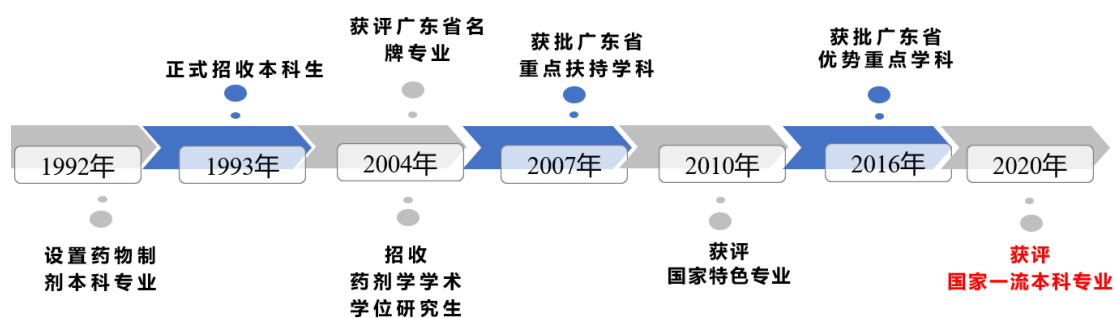 获评广东省名
牌专业
获批广东省
重点扶持学科
获批广东省
优势重点学科
正式招收本科生
1992年
1993年
2004年
2007年
2010年
2016年
2020年
设置药物制
剂本科专业
招收
药剂学学术
学位研究生
获评
国家特色专业
获评
国家一流本科专业